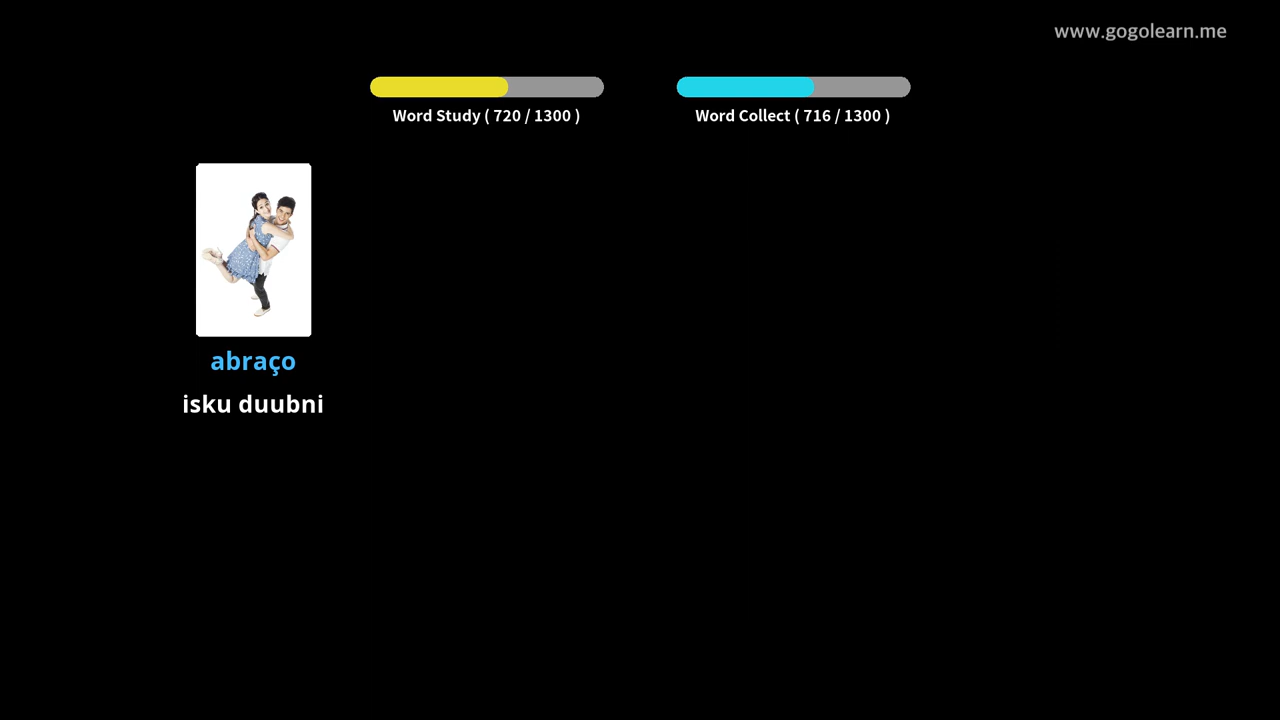 www.gogolearn.me
Word Study ( 720 / 1300 )
Word Collect ( 716 / 1300 )
abraço
isku duubni